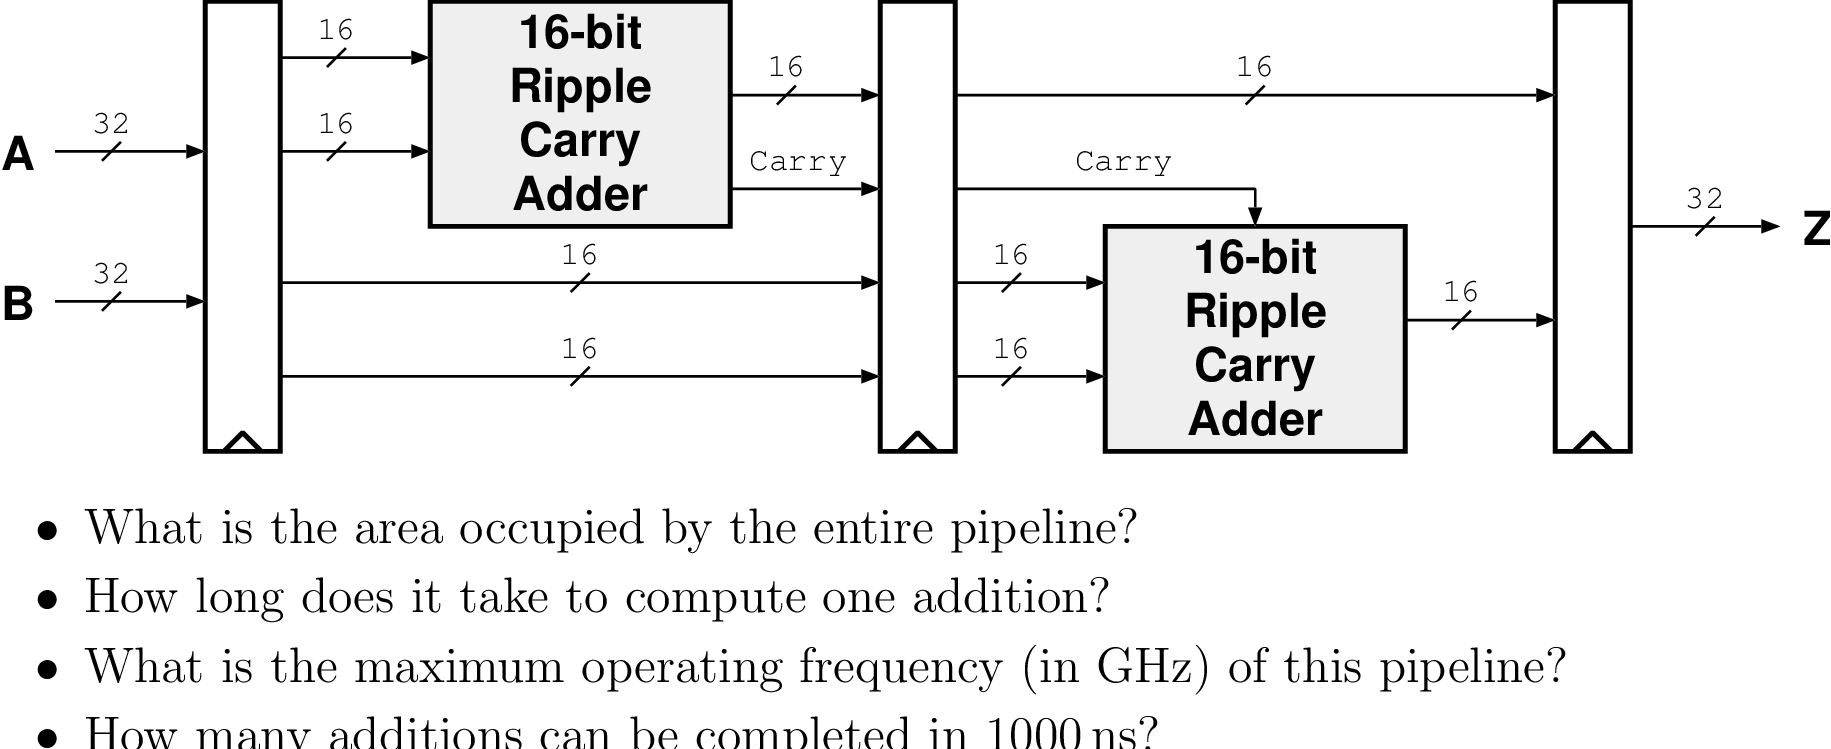 16
16-bit
Ripple
Carry
Adder
16
16
32
16
A
Carry
Carry
32
Z
16
16
16-bit
Ripple
Carry
Adder
32
B
16
16
16
• What is the area occupied by the entire pipeline?
• How long does it take to compute one addition?
• What is the maximum operating frequency (in GHz) of this pipeline?
• How many additions can be completed in 1000 ns?